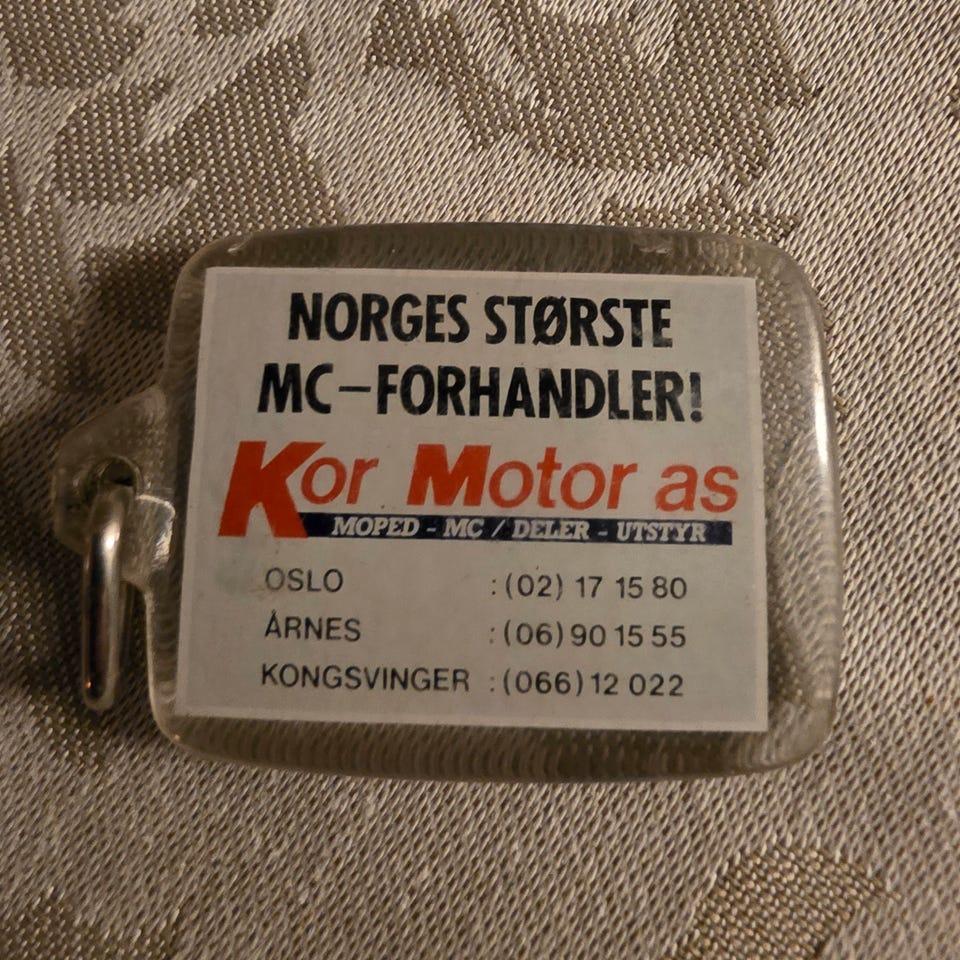 NORGES STØRSTE
MC–FORHANDLER!
Kor Motor as
MOPED - MC / DELER - UTSTYR
OSLO : (02) 17 15 80
ÅRNES : (06) 90 15 55
KONGSVINGER : (066) 12 022